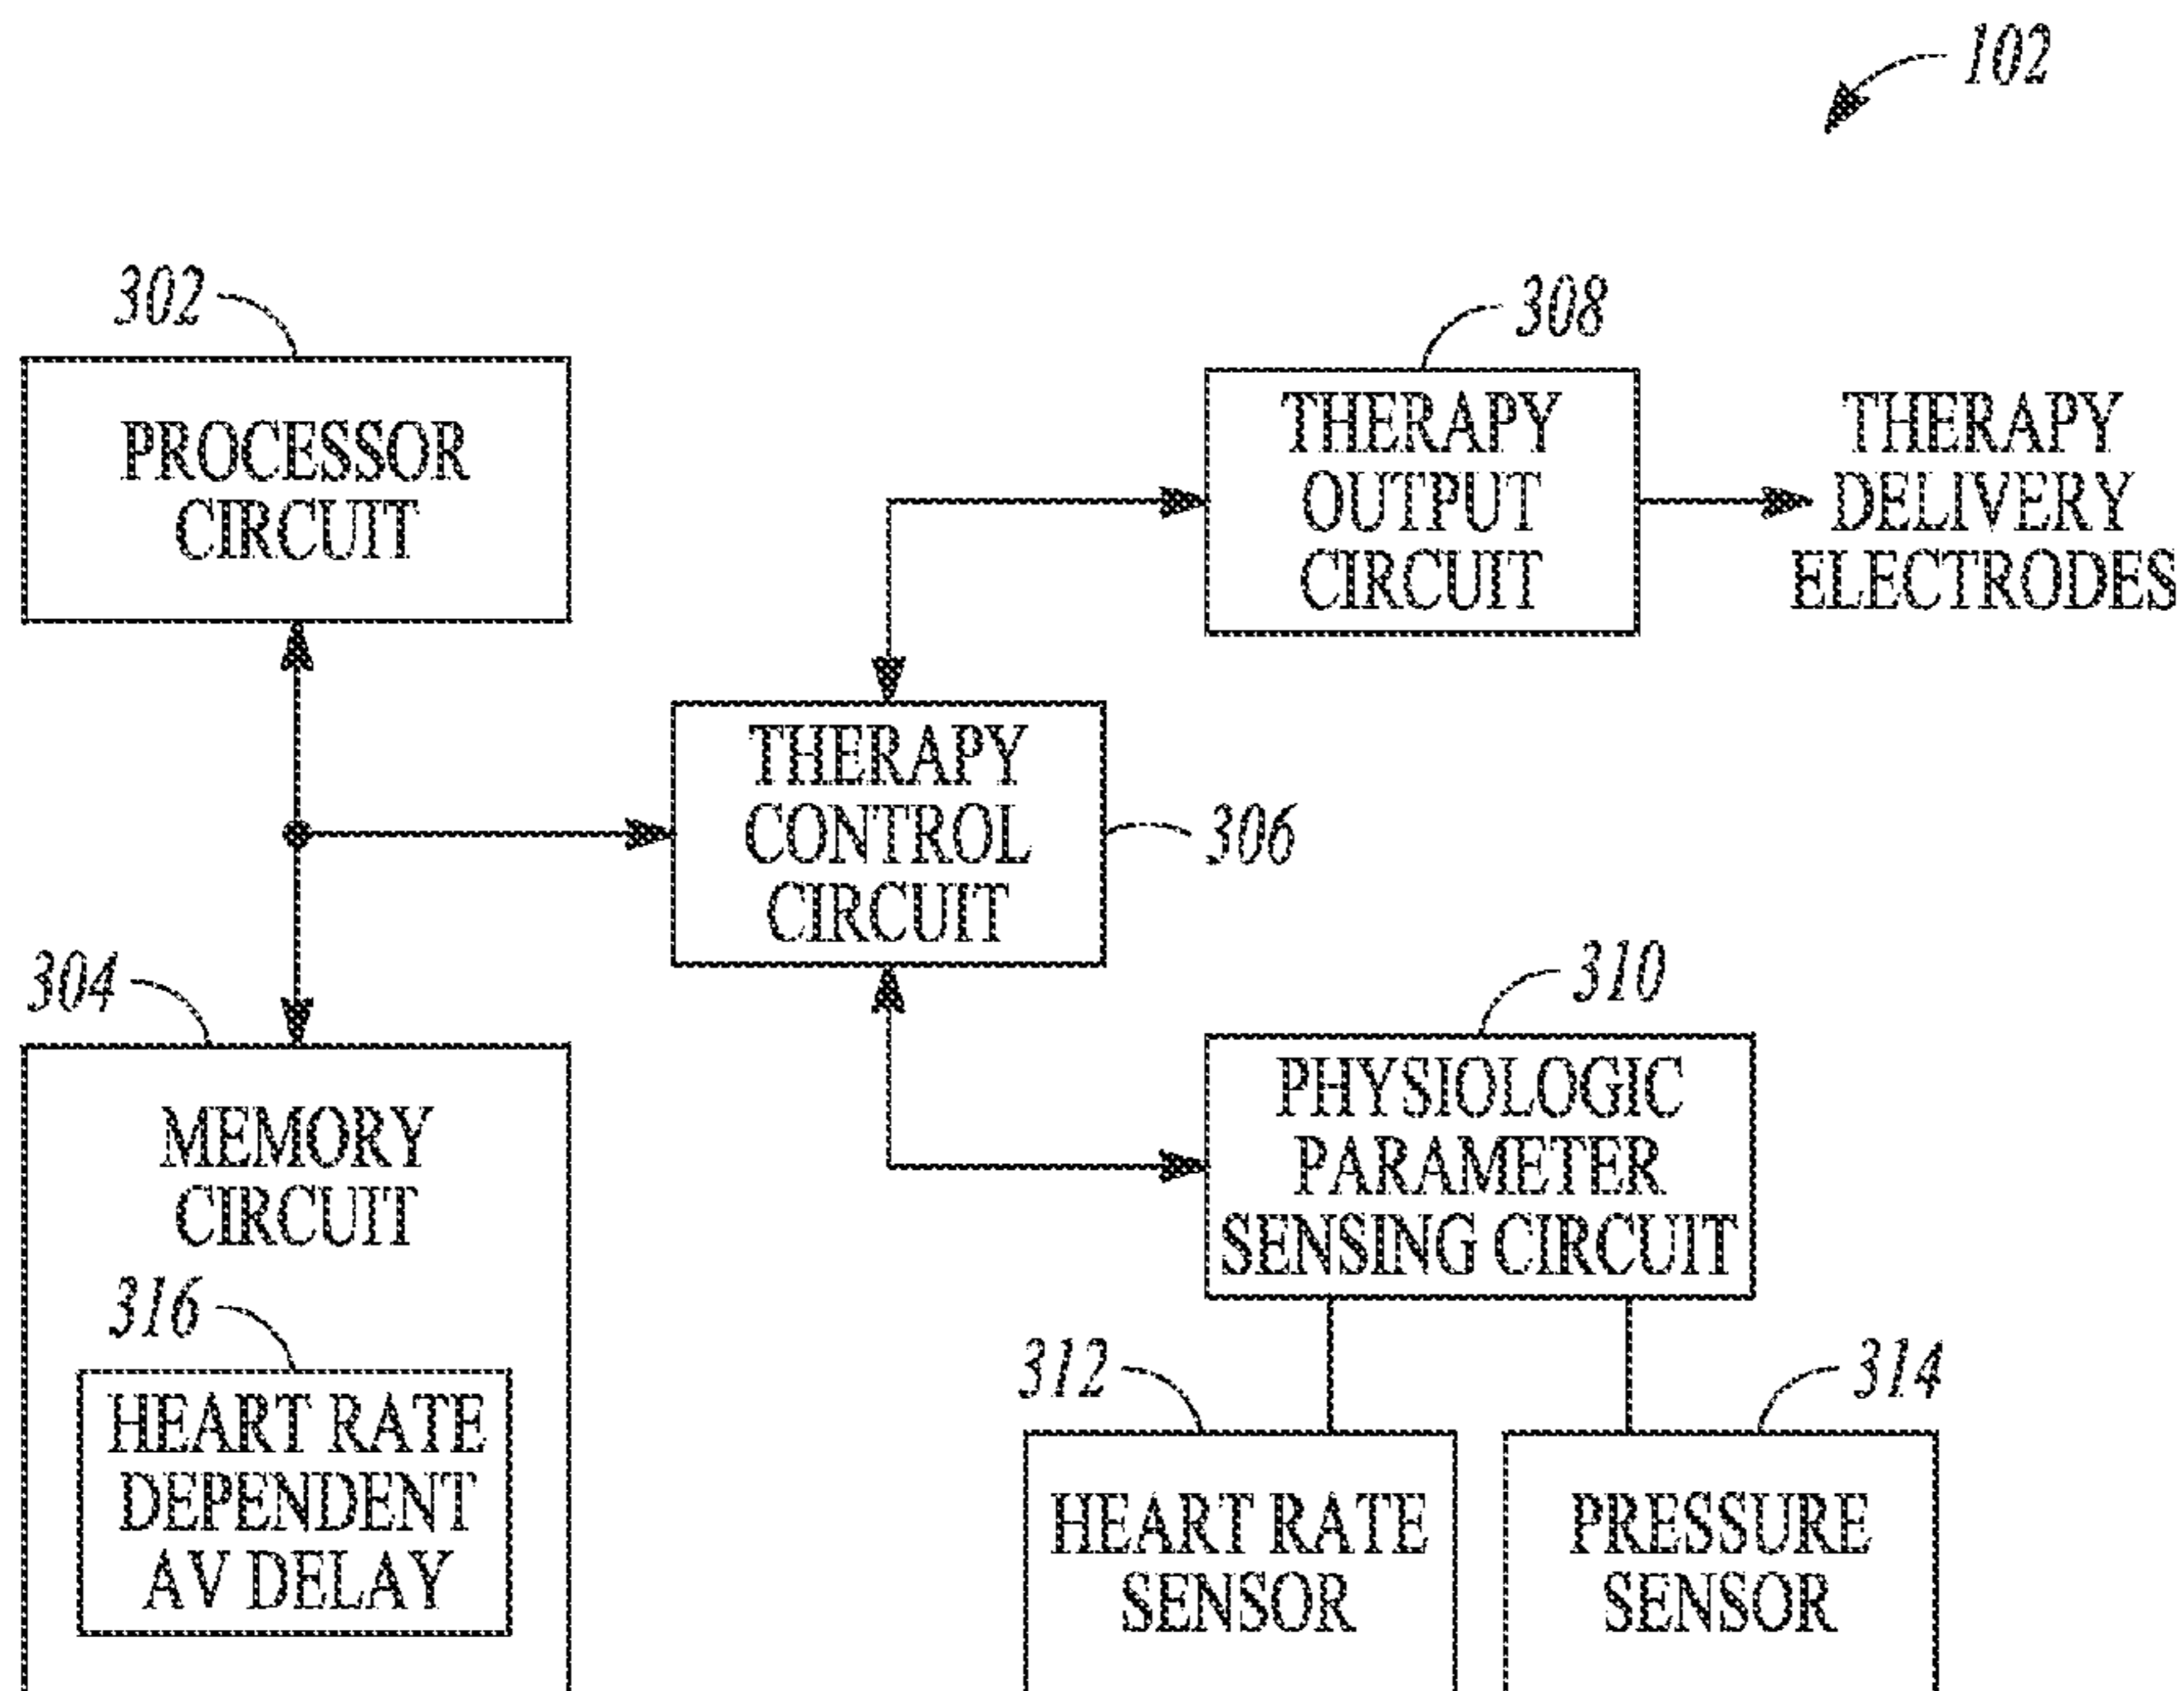 102
302
PROCESSOR
CIRCUIT
308
THERAPY
OUTPUT
CIRCUIT
THERAPY
DELIVERY
ELECTRODES
THERAPY
CONTROL
CIRCUIT
306
304
MEMORY
CIRCUIT
316
HEART RATE
DEPENDENT
AV DELAY
310
PHYSIOLOGIC
PARAMETER
SENSING CIRCUIT
312
HEART RATE
SENSOR
314
PRESSURE
SENSOR